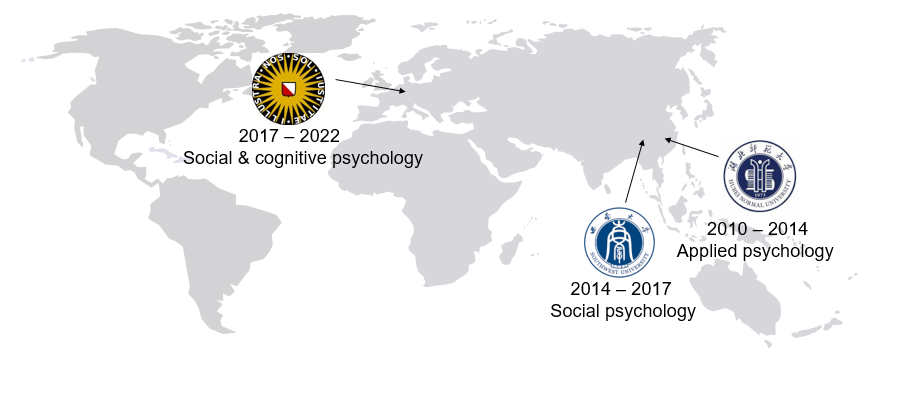 SOL · IUSTITIAE · ILLUSTRA · NOS
2017 – 2022
Social & cognitive psychology
湖北师范大学
HUBEI NORMAL UNIVERSITY
1973
2010 – 2014
Applied psychology
西南大学
SOUTHWEST UNIVERSITY
2014 – 2017
Social psychology